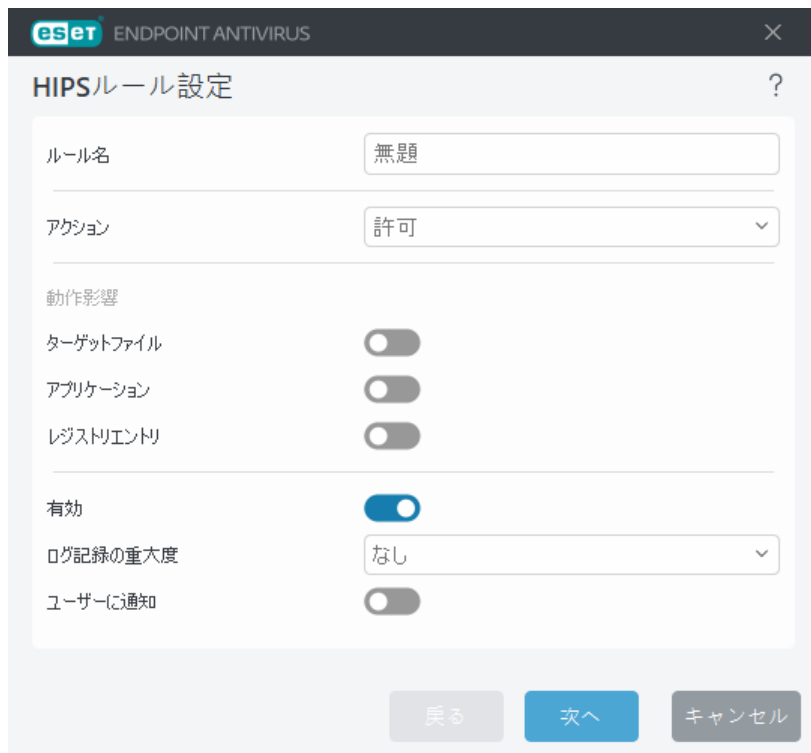 eset ENDPOINT ANTIVIRUS
HIPSルール設定 ?
ルール名 無題
アクション 許可
動作影響
ターゲットファイル
アプリケーション
レジストリエントリ
有効
ログ記録の重大度 なし
ユーザーに通知
戻る 次へ キャンセル